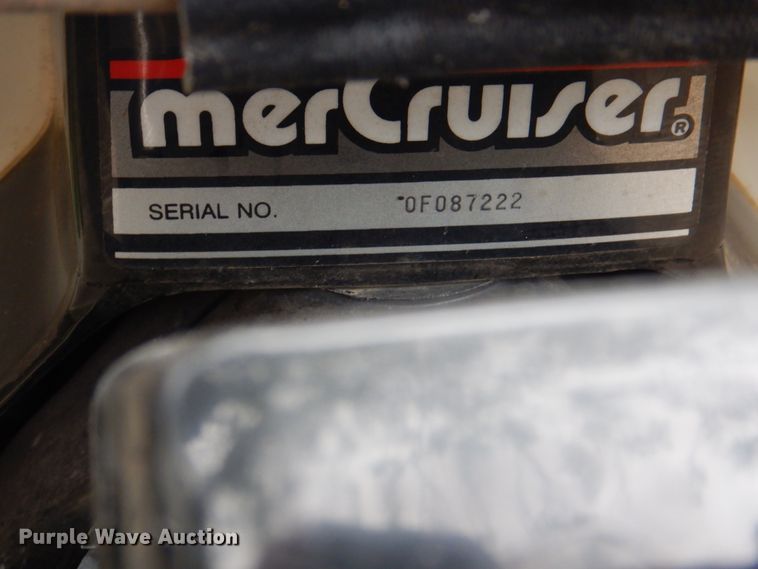 merCruiser®
SERIAL NO. 0F087222
Purple Wave Auction